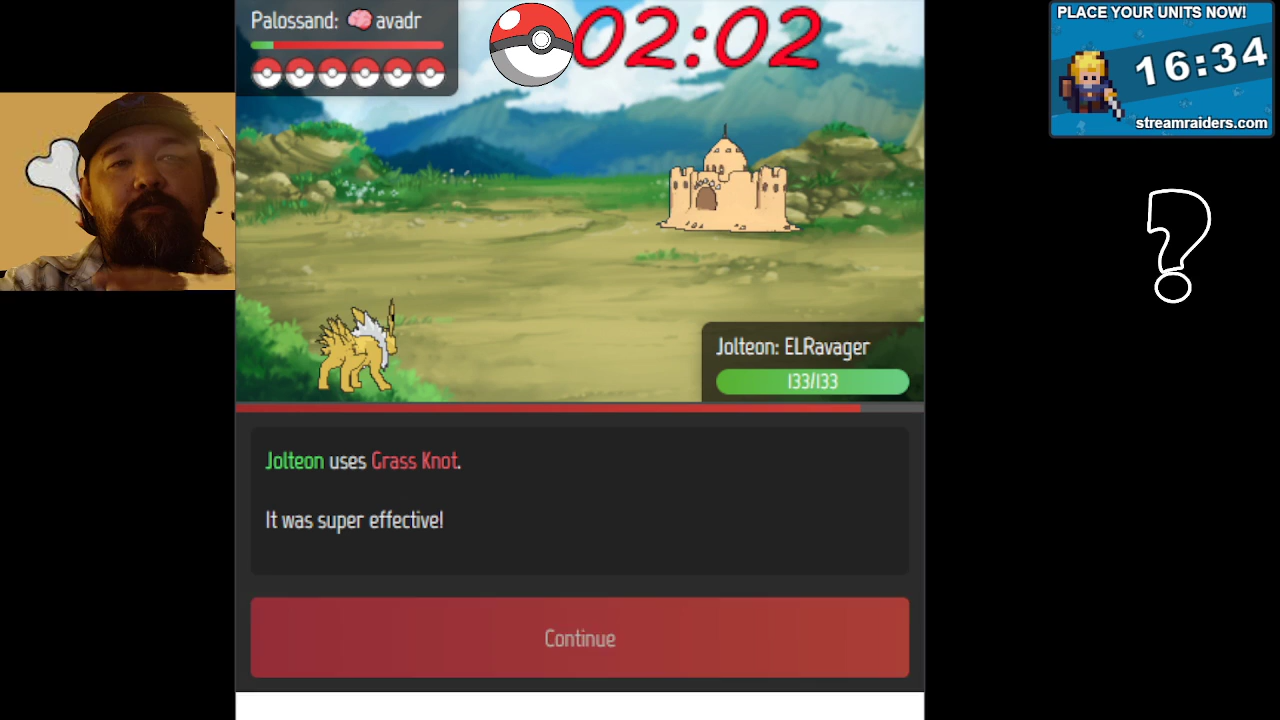 Palossand: 🧠 avadr
02:02
PLACE YOUR UNITS NOW!
16:34
streamraiders.com
Jolteon: ELRavager
133/133
Jolteon uses Grass Knot.
It was super effective!
Continue
?